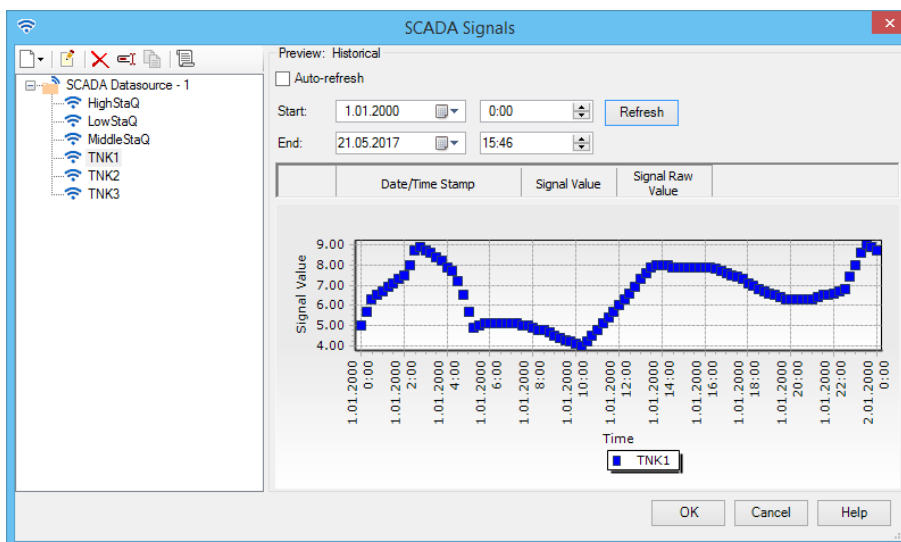 SCADA Signals
Preview: Historical
SCADA Datasource - 1
HighStaQ
LowStaQ
MiddleStaQ
TNK1
TNK2
TNK3
Auto-refresh
Start: 1.01.2000 0:00 Refresh
End: 21.05.2017 15:46
Date/Time Stamp Signal Value Signal Raw Value
Signal Value
9.00
8.00
7.00
6.00
5.00
4.00
1.01.2000 0:00
1.01.2000 2:00
1.01.2000 4:00
1.01.2000 6:00
1.01.2000 8:00
1.01.2000 10:00
1.01.2000 12:00
1.01.2000 14:00
1.01.2000 16:00
1.01.2000 18:00
1.01.2000 20:00
1.01.2000 22:00
2.01.2000 0:00
Time
TNK1
OK Cancel Help